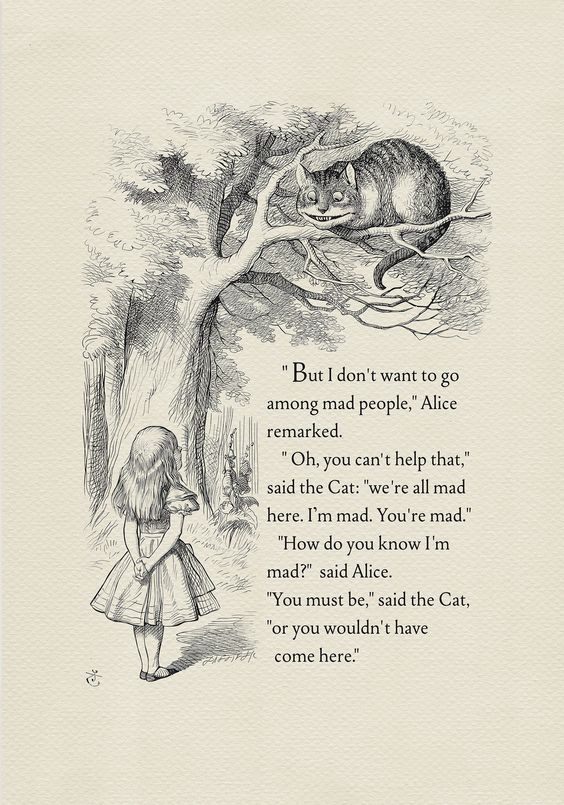 " But I don't want to go
among mad people," Alice
remarked.
" Oh, you can't help that,"
said the Cat: "we're all mad
here. I’m mad. You're mad."
"How do you know I'm
mad?"  said Alice.
"You must be," said the Cat,
"or you wouldn't have
come here."